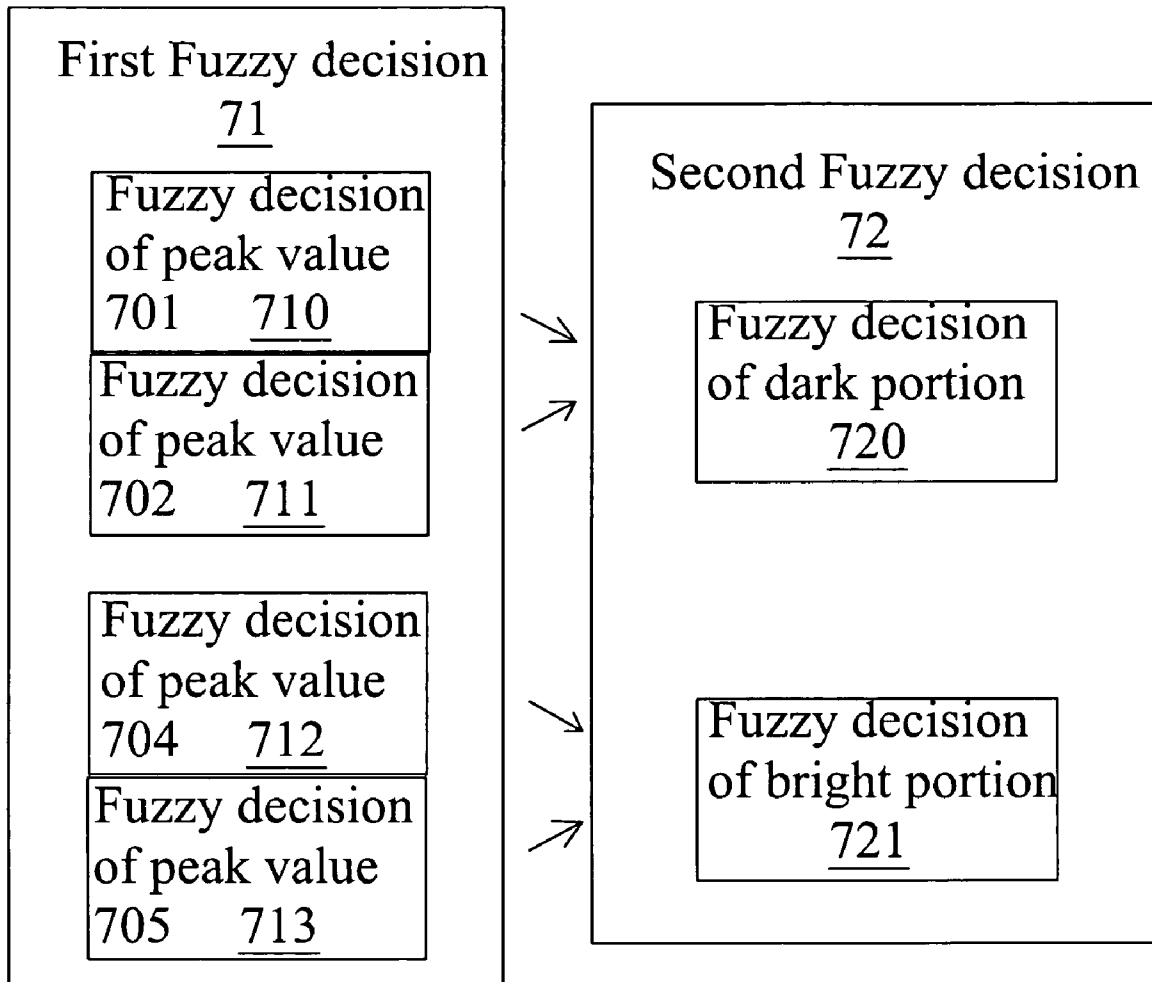 First Fuzzy decision
71
Fuzzy decision
of peak value
701 710
Fuzzy decision
of peak value
702 711
Fuzzy decision
of peak value
704 712
Fuzzy decision
of peak value
705 713
Second Fuzzy decision
72
Fuzzy decision
of dark portion
720
Fuzzy decision
of bright portion
721